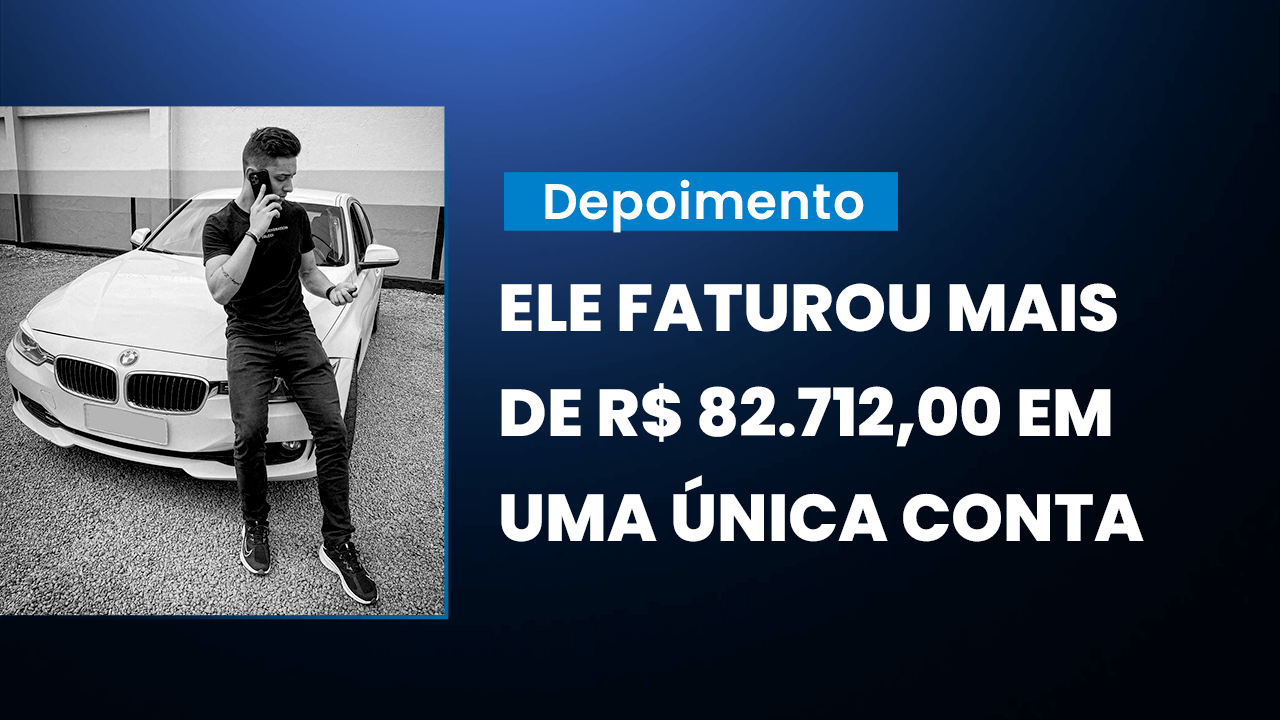 Depoimento
ELE FATUROU MAIS
DE R$ 82.712,00 EM
UMA ÚNICA CONTA